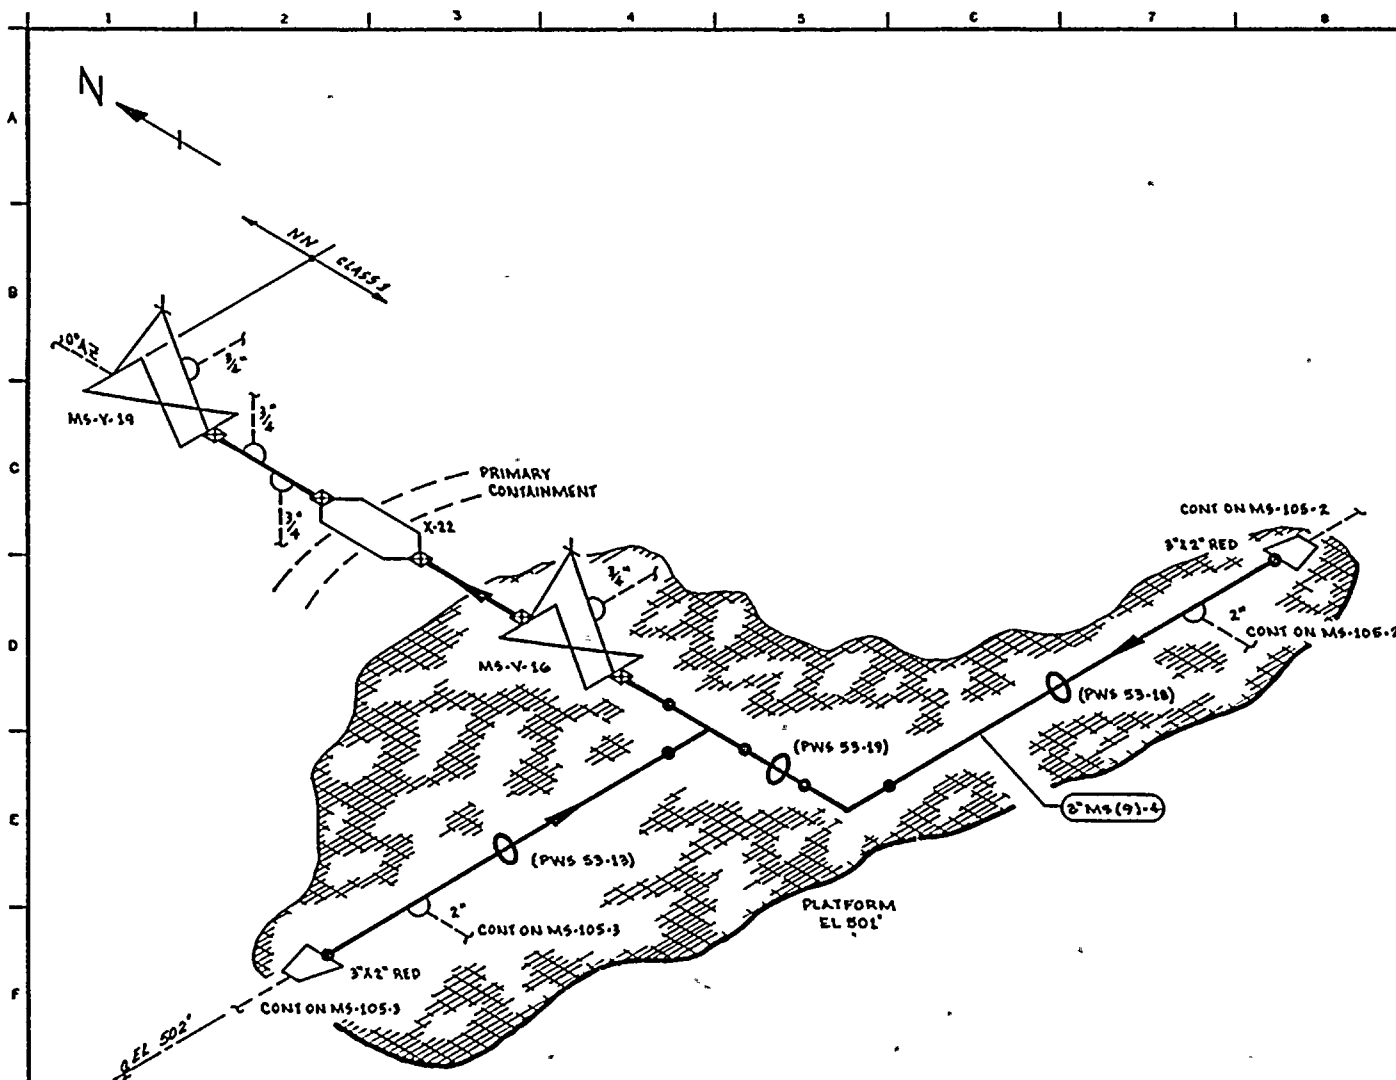 1 2 3 4 5 6 7 8
A
N
B
NN
CLASS 1
0° AZ
3/4"
MS-V-19
3/4"
C
PRIMARY
CONTAINMENT
3/4"
X-22
CONT ON MS-105-2
3"X2" RED
3/4"
2"
CONT ON MS-105-2
D
MS-V-16
(PWS 53-18)
(PWS 53-19)
3"MS(9)-4
E
(PWS 53-13)
PLATFORM
EL 501'
2"
CONT ON MS-105-3
3"X2" RED
F
CONT ON MS-105-3
EL 502'